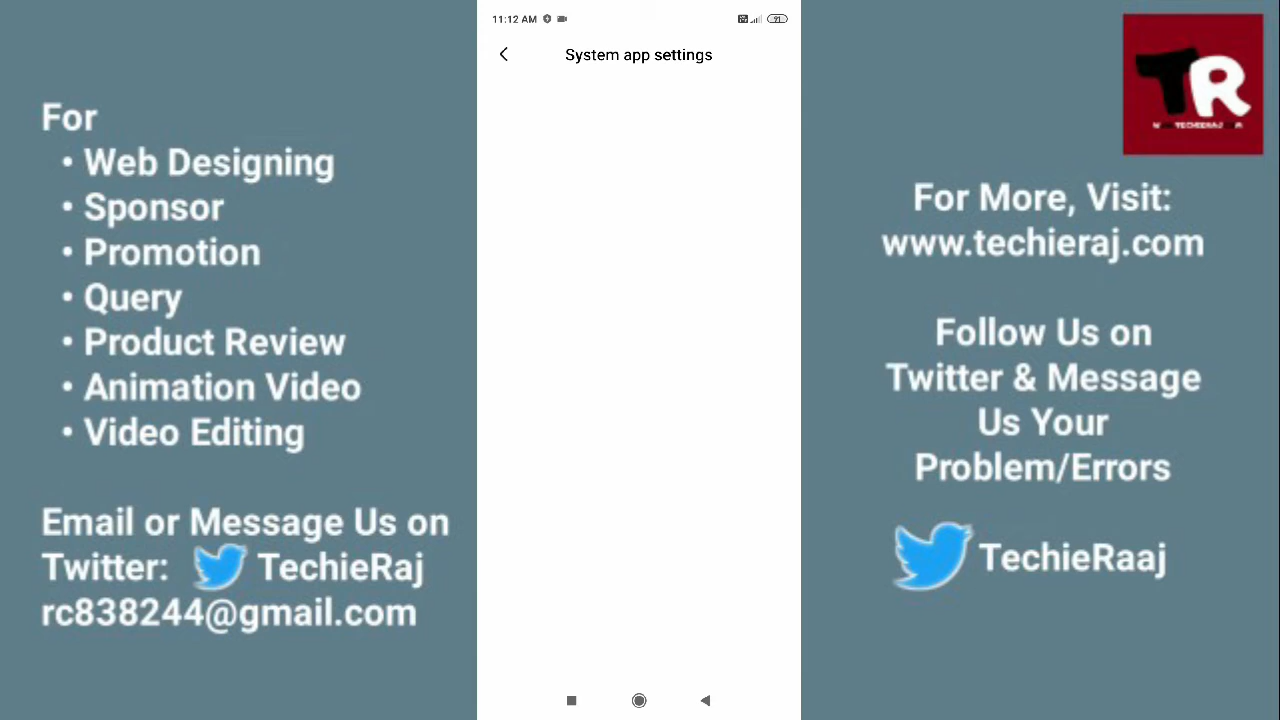 For
• Web Designing
• Sponsor
• Promotion
• Query
• Product Review
• Animation Video
• Video Editing
Email or Message Us on
Twitter: TechieRaj
rc838244@gmail.com
11:12 AM
91
System app settings
TR
For More, Visit:
www.techieraj.com
Follow Us on
Twitter & Message
Us Your
Problem/Errors
TechieRaaj